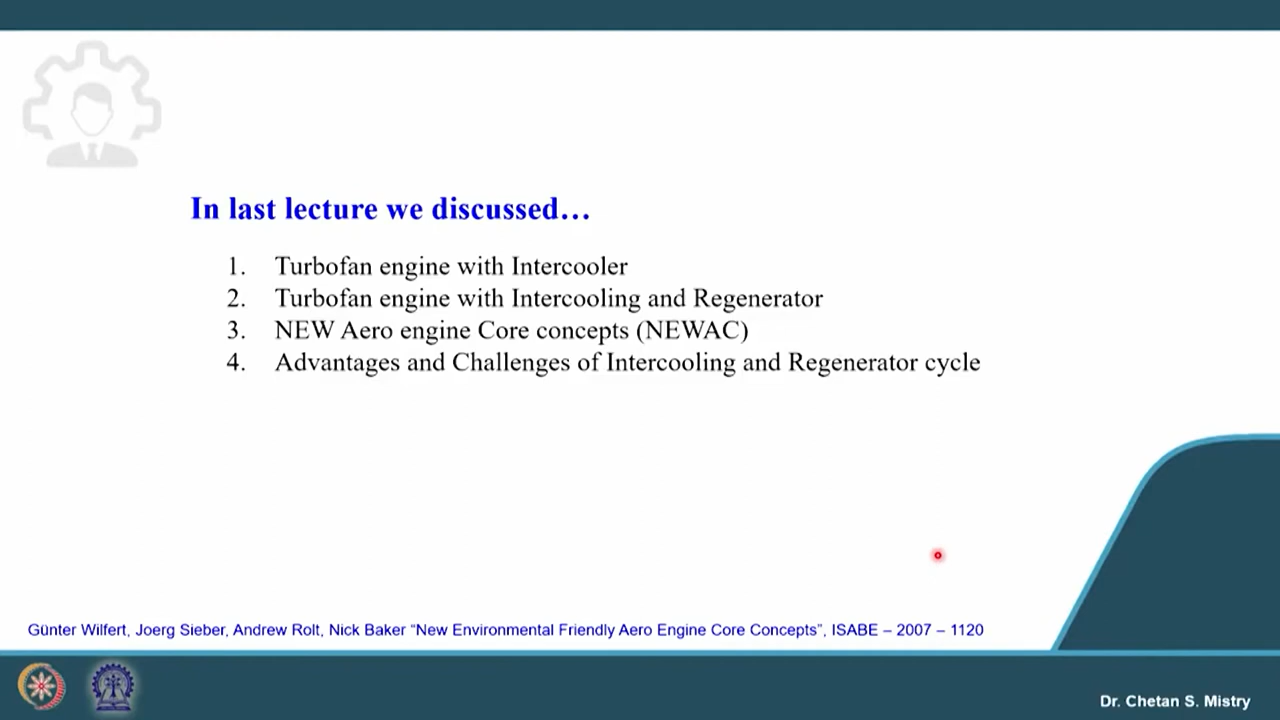 In last lecture we discussed…
1. Turbofan engine with Intercooler
2. Turbofan engine with Intercooling and Regenerator
3. NEW Aero engine Core concepts (NEWAC)
4. Advantages and Challenges of Intercooling and Regenerator cycle
Günter Wilfert, Joerg Sieber, Andrew Rolt, Nick Baker “New Environmental Friendly Aero Engine Core Concepts”, ISABE – 2007 – 1120
Dr. Chetan S. Mistry